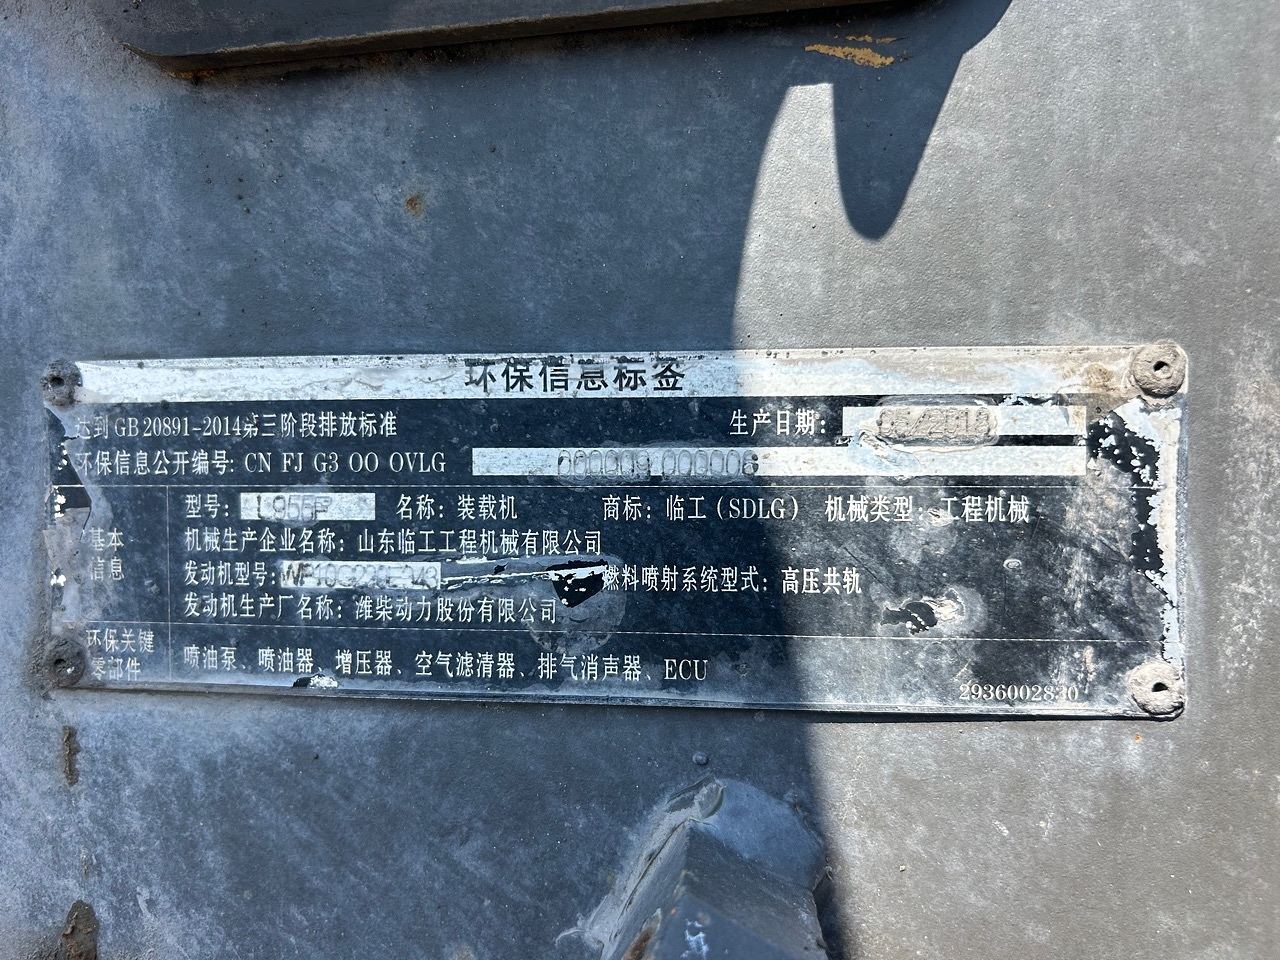 环保信息标签
达到GB 20891-2014第三阶段排放标准 生产日期: 2018
环保信息公开编号: CN FJ G3 OO OVLG
型号: L955F 名称: 装载机 商标: 临工(SDLG) 机械类型: 工程机械
基本信息
机械生产企业名称: 山东临工工程机械有限公司
发动机型号: 燃料喷射系统型式: 高压共轨
发动机生产厂名称: 潍柴动力股份有限公司
环保关键
零部件
喷油泵、喷油器、增压器、空气滤清器、排气消声器、ECU
2936002830